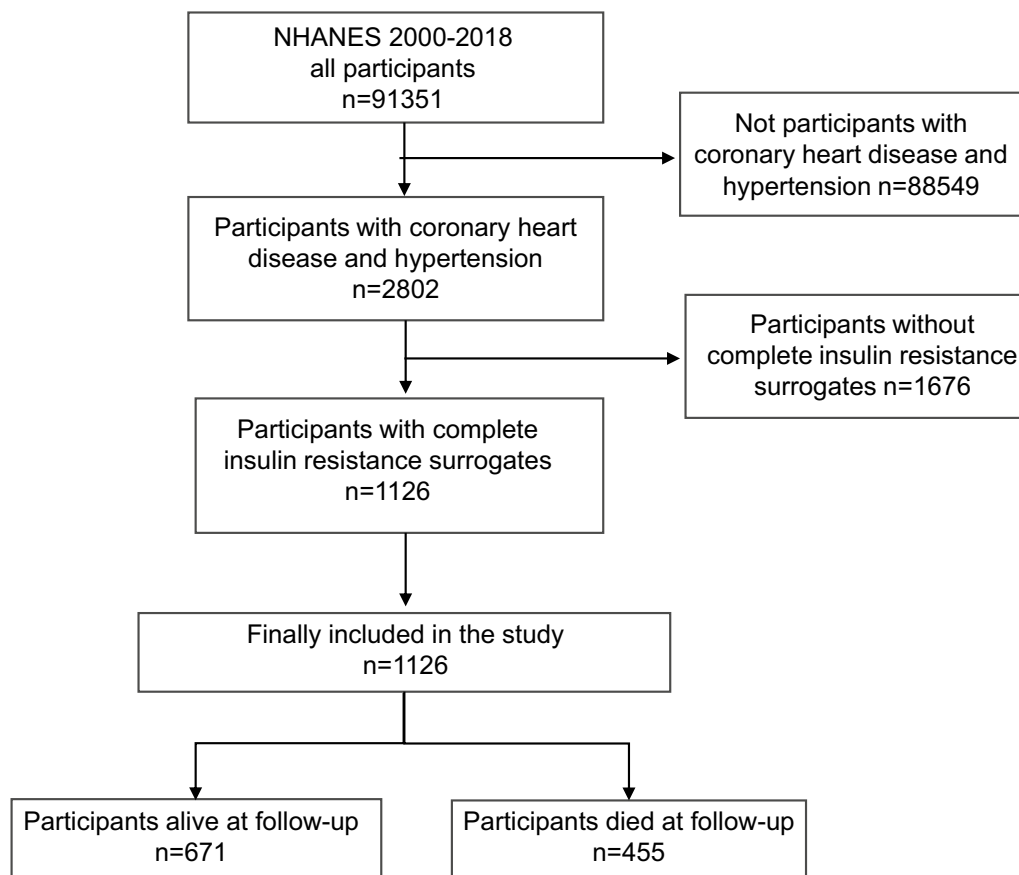 NHANES 2000-2018
all participants
n=91351
Not participants with
coronary heart disease and
hypertension n=88549
Participants with coronary heart
disease and hypertension
n=2802
Participants without
complete insulin resistance
surrogates n=1676
Participants with complete
insulin resistance surrogates
n=1126
Finally included in the study
n=1126
Participants alive at follow-up
n=671
Participants died at follow-up
n=455